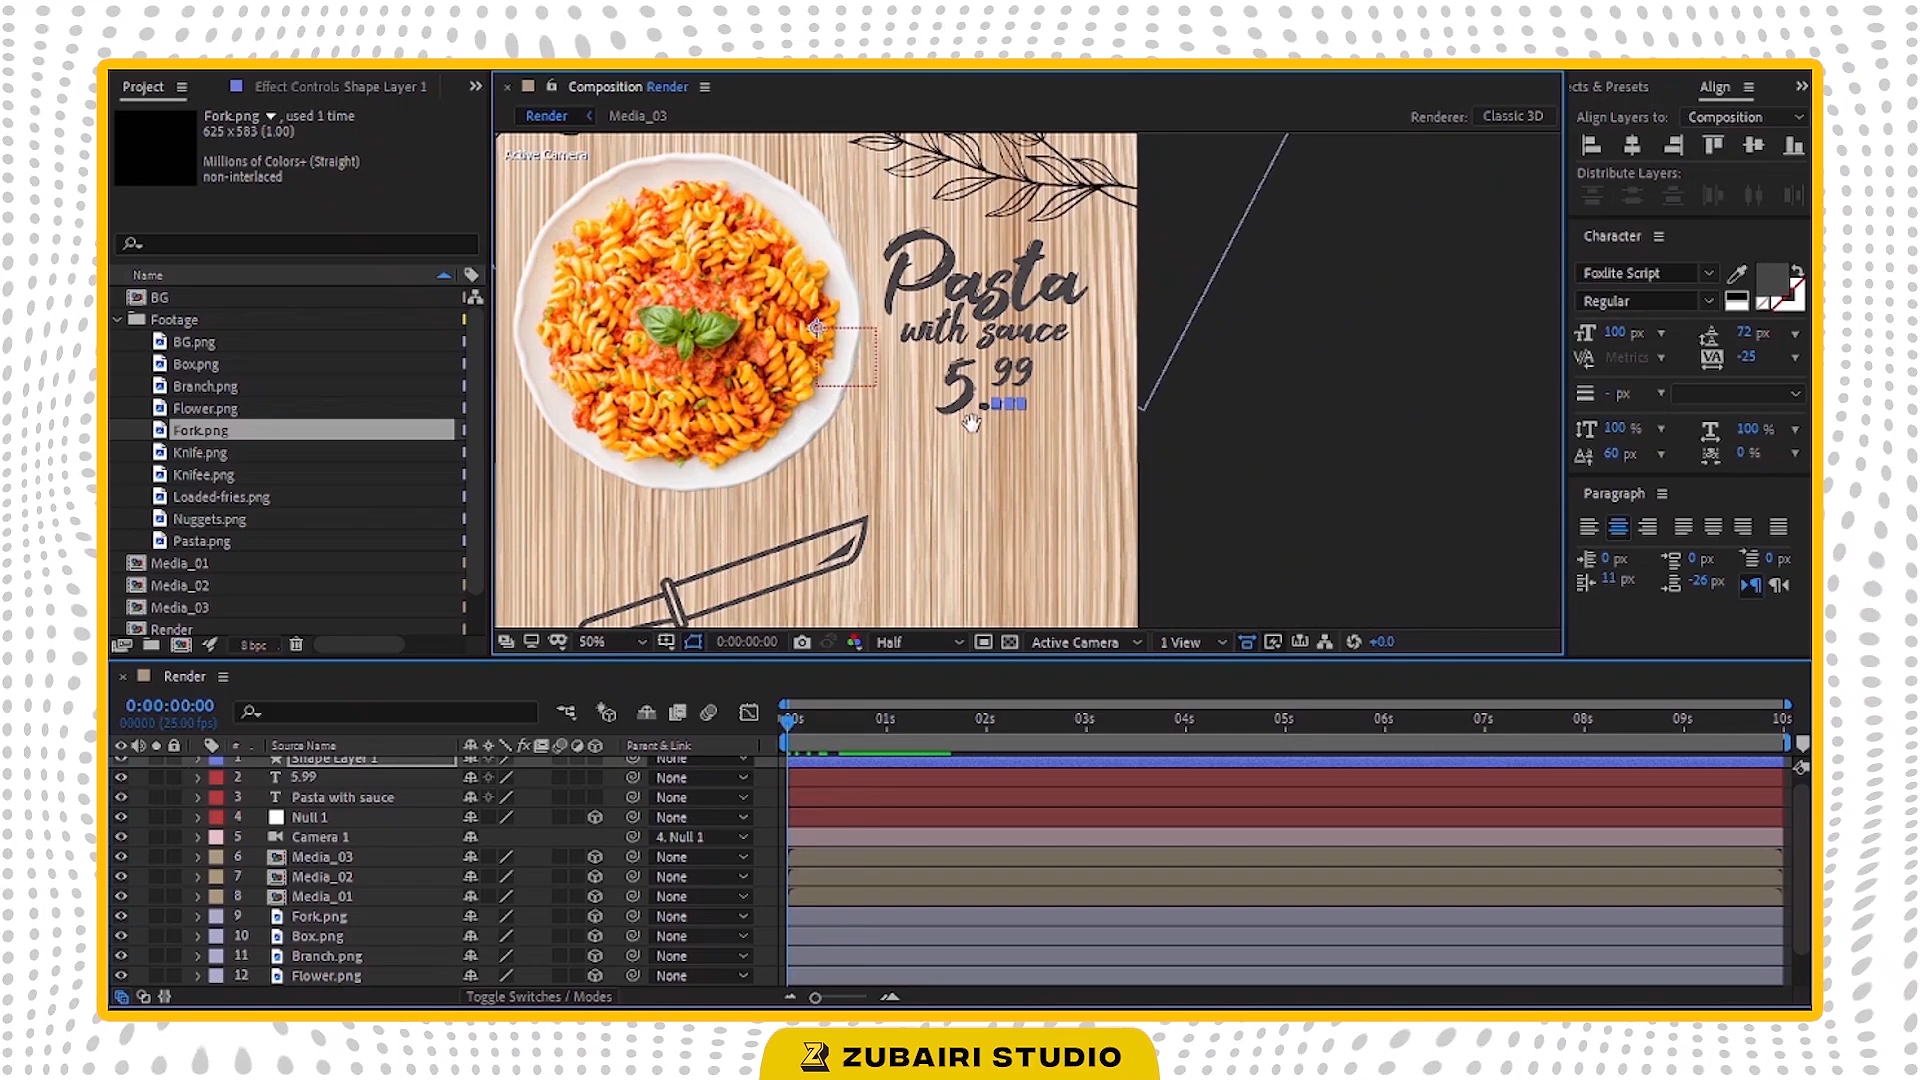 Project
Effect Controls Shape Layer 1
Fork.png, used 1 time
625 x 583 (1.00)
Millions of Colors+ (Straight)
non-interlaced
Name
BG
Footage
BG.png
Box.png
Branch.png
Flower.png
Fork.png
Knife.png
Knifee.png
Loaded-fries.png
Nuggets.png
Pasta.png
Media_01
Media_02
Media_03
Render
8 bpc
Composition Render
Render
Media_03
Renderer: Classic 3D
Active Camera
Pasta
with sauce
5.99
50%
0:00:00:00
Half
Active Camera
1 View
+0.0
cts & Presets
Align
Align Layers to: Composition
Distribute Layers:
Character
Foxlite Script
Regular
100 px
72 px
Metrics
-25
- px
100 %
100 %
60 px
0 %
Paragraph
0 px
0 px
0 px
11 px
-26 px
Render
0:00:00:00
00000 (25.00 fps)
:00s 01s 02s 03s 04s 05s 06s 07s 08s 09s 10s
# Source Name Parent & Link
1 Shape Layer 1 None
2 T 5.99 None
3 T Pasta with sauce None
4 Null 1 None
5 Camera 1 4. Null 1
6 Media_03 None
7 Media_02 None
8 Media_01 None
9 Fork.png None
10 Box.png None
11 Branch.png None
12 Flower.png None
Toggle Switches / Modes
ZUBAIRI STUDIO